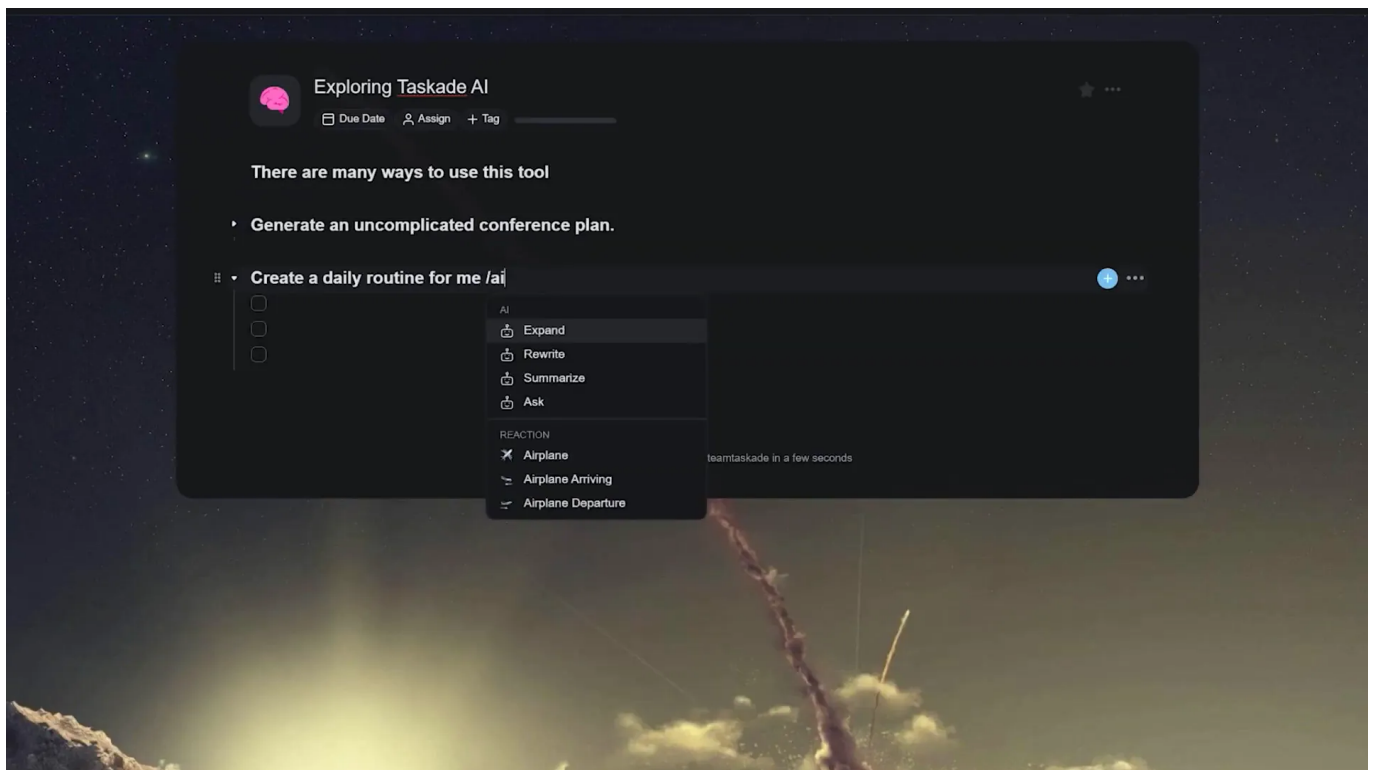 Exploring Taskade AI
Due Date Assign + Tag
There are many ways to use this tool
Generate an uncomplicated conference plan.
Create a daily routine for me /ai
AI
Expand
Rewrite
Summarize
Ask
REACTION
Airplane
teamtaskade in a few seconds
Airplane Arriving
Airplane Departure